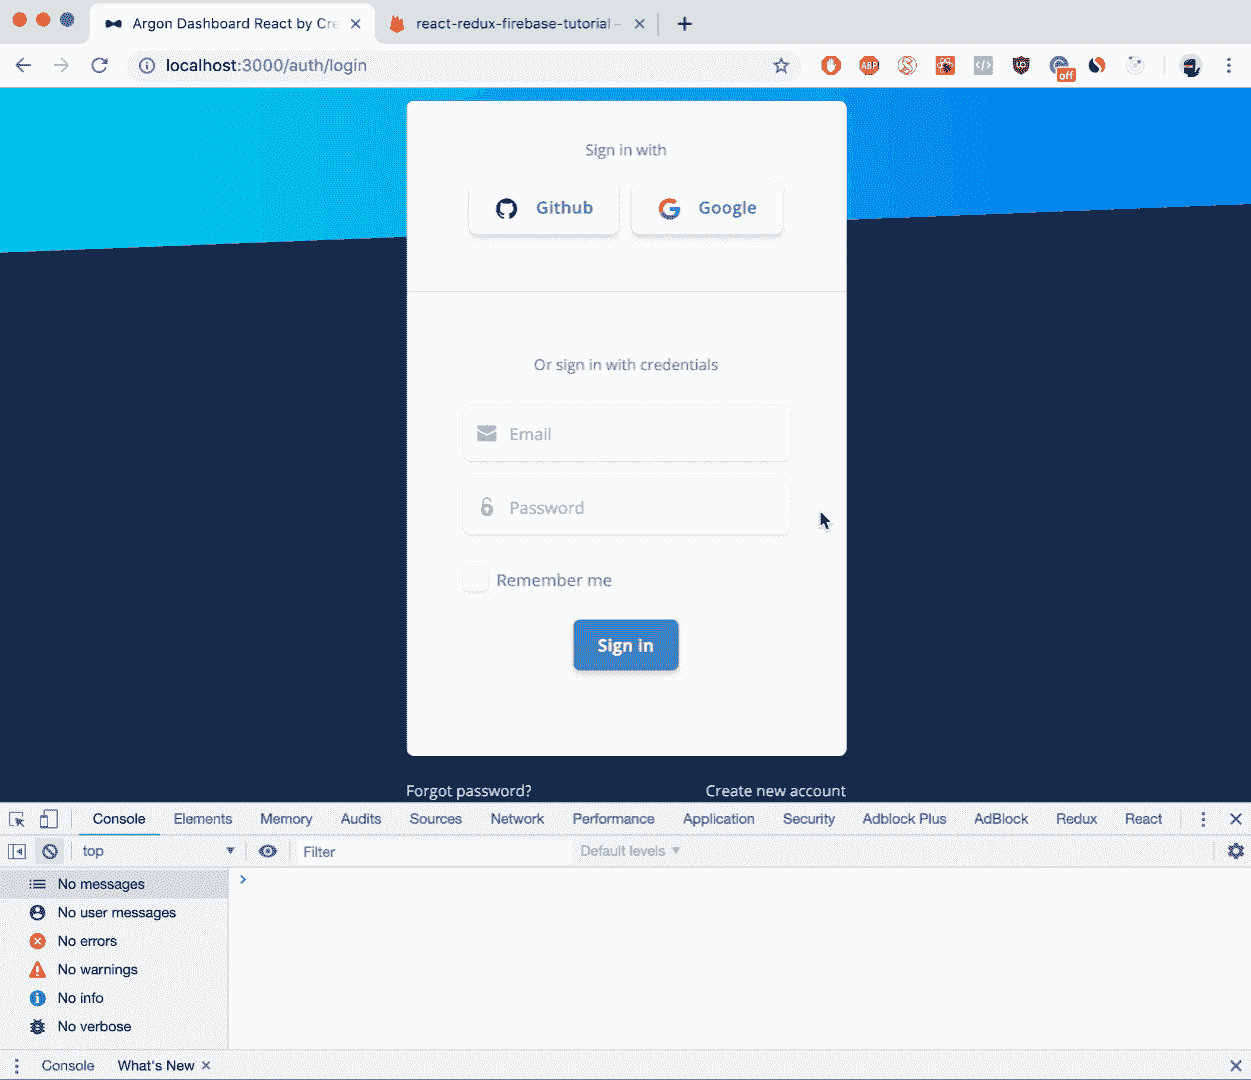 Argon Dashboard React by Cre
react-redux-firebase-tutorial –
localhost:3000/auth/login
ABP
off
Sign in with
Github
Google
Or sign in with credentials
Email
Password
Remember me
Sign in
Forgot password?
Create new account
Console Elements Memory Audits Sources Network Performance Application Security Adblock Plus AdBlock Redux React
top
Filter
Default levels
No messages
No user messages
No errors
No warnings
No info
No verbose
Console What's New